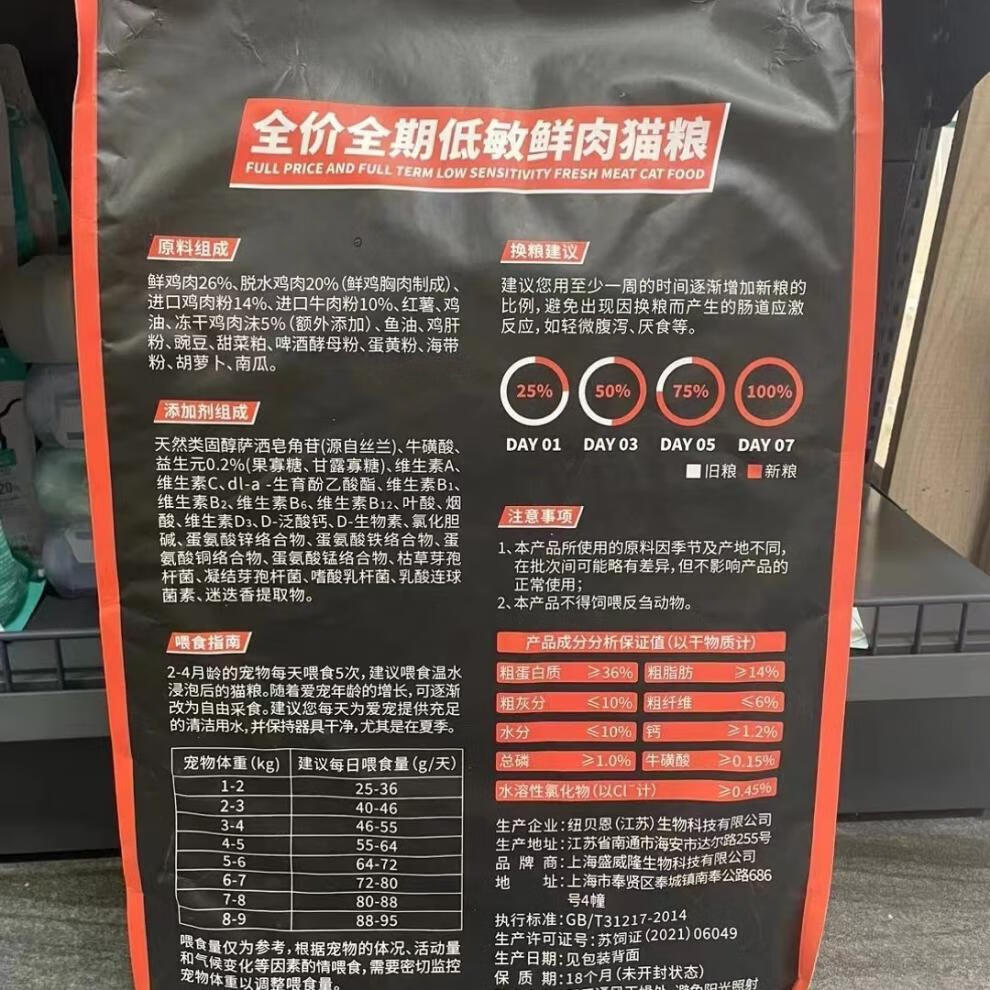 全价全期低敏鲜肉猫粮
FULL PRICE AND FULL TERM LOW SENSITIVITY FRESH MEAT CAT FOOD
原料组成
鲜鸡肉26%、脱水鸡肉20%(鲜鸡胸肉制成)、
进口鸡肉粉14%、进口牛肉粉10%、红薯、鸡
油、冻干鸡肉沫5%(额外添加)、鱼油、鸡肝
粉、豌豆、甜菜粕、啤酒酵母粉、蛋黄粉、海带
粉、胡萝卜、南瓜。
添加剂组成
天然类固醇萨洒皂角苷(源自丝兰)、牛磺酸、
益生元0.2%(果寡糖、甘露寡糖)、维生素A、
维生素C、dl-a -生育酚乙酸酯、维生素B₁、
维生素B₂、维生素B₆、维生素B₁₂、叶酸、烟
酸、维生素D₃、D-泛酸钙、D-生物素、氯化胆
碱、蛋氨酸锌络合物、蛋氨酸铁络合物、蛋
氨酸铜络合物、蛋氨酸锰络合物、枯草芽孢
杆菌、凝结芽孢杆菌、嗜酸乳杆菌、乳酸连球
菌素、迷迭香提取物。
喂食指南
2-4月龄的宠物每天喂食5次,建议喂食温水
浸泡后的猫粮。随着爱宠年龄的增长,可逐渐
改为自由采食。建议您每天为爱宠提供充足
的清洁用水,并保持器具干净,尤其是在夏季。
宠物体重(kg) 建议每日喂食量(g/天)
1-2 25-36
2-3 40-46
3-4 46-55
4-5 55-64
5-6 64-72
6-7 72-80
7-8 80-88
8-9 88-95
喂食量仅为参考,根据宠物的体况、活动量
和气候变化等因素酌情喂食,需要密切监控
宠物体重以调整喂食量。
换粮建议
建议您用至少一周的时间逐渐增加新粮的
比例,避免出现因换粮而产生的肠道应激
反应,如轻微腹泻、厌食等。
25% 50% 75% 100%
DAY 01 DAY 03 DAY 05 DAY 07
旧粮 新粮
注意事项
1、本产品所使用的原料因季节及产地不同,
在批次间可能略有差异,但不影响产品的
正常使用;
2、本产品不得饲喂反刍动物。
产品成分分析保证值(以干物质计)
粗蛋白质 ≥36% 粗脂肪 ≥14%
粗灰分 ≤10% 粗纤维 ≤6%
水分 ≤10% 钙 ≥1.2%
总磷 ≥1.0% 牛磺酸 ≥0.15%
水溶性氯化物(以Cl⁻计) ≥0.45%
生产企业:纽贝恩(江苏)生物科技有限公司
生产地址:江苏省南通市海安市达尔路255号
品牌商:上海盛威隆生物科技有限公司
地址:上海市奉贤区奉城镇南奉公路686
号4幢
执行标准:GB/T31217-2014
生产许可证号:苏饲证(2021)06049
生产日期:见包装背面
保质期:18个月(未开封状态)